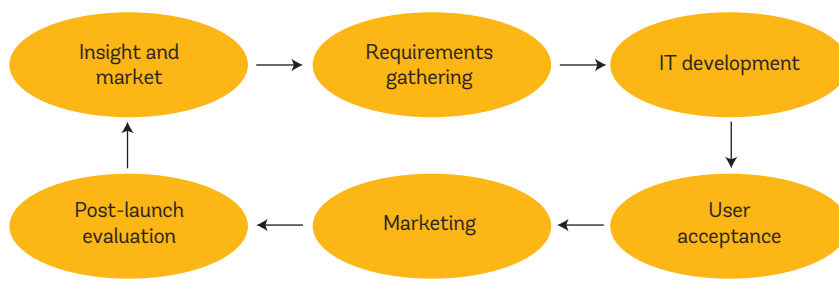 Insight and
market
Requirements
gathering
IT development
Post-launch
evaluation
Marketing
User
acceptance